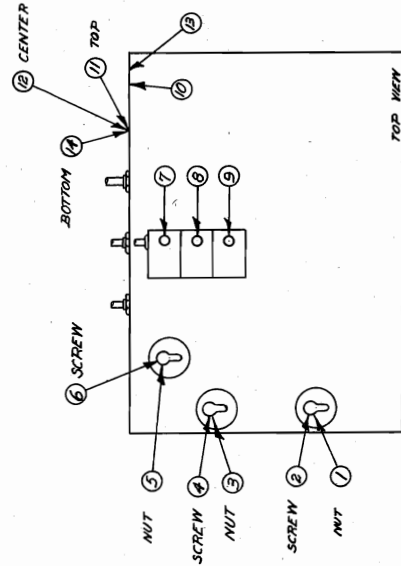 12 CENTER
6 SCREW
BOTTOM 14
11 TOP
NUT 5
7
10
13
SCREW 4
8
NUT 3
9
SCREW 2
NUT 1
TOP VIEW